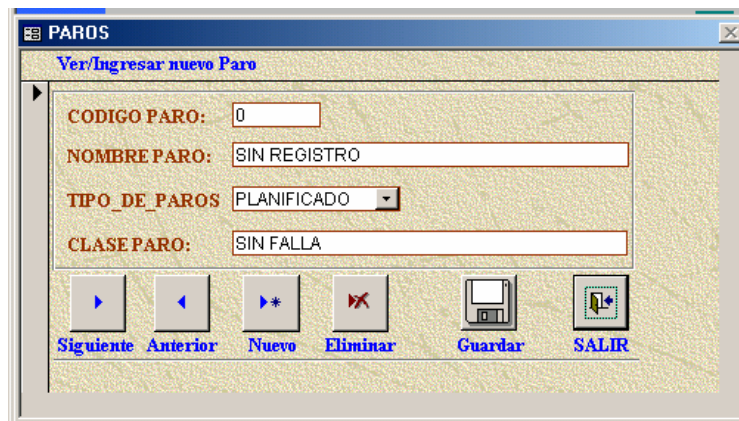 PAROS
Ver/Ingresar nuevo Paro
CODIGO PARO: 0
NOMBRE PARO: SIN REGISTRO
TIPO_DE_PAROS PLANIFICADO
CLASE PARO: SIN FALLA
Siguiente Anterior Nuevo Eliminar Guardar SALIR